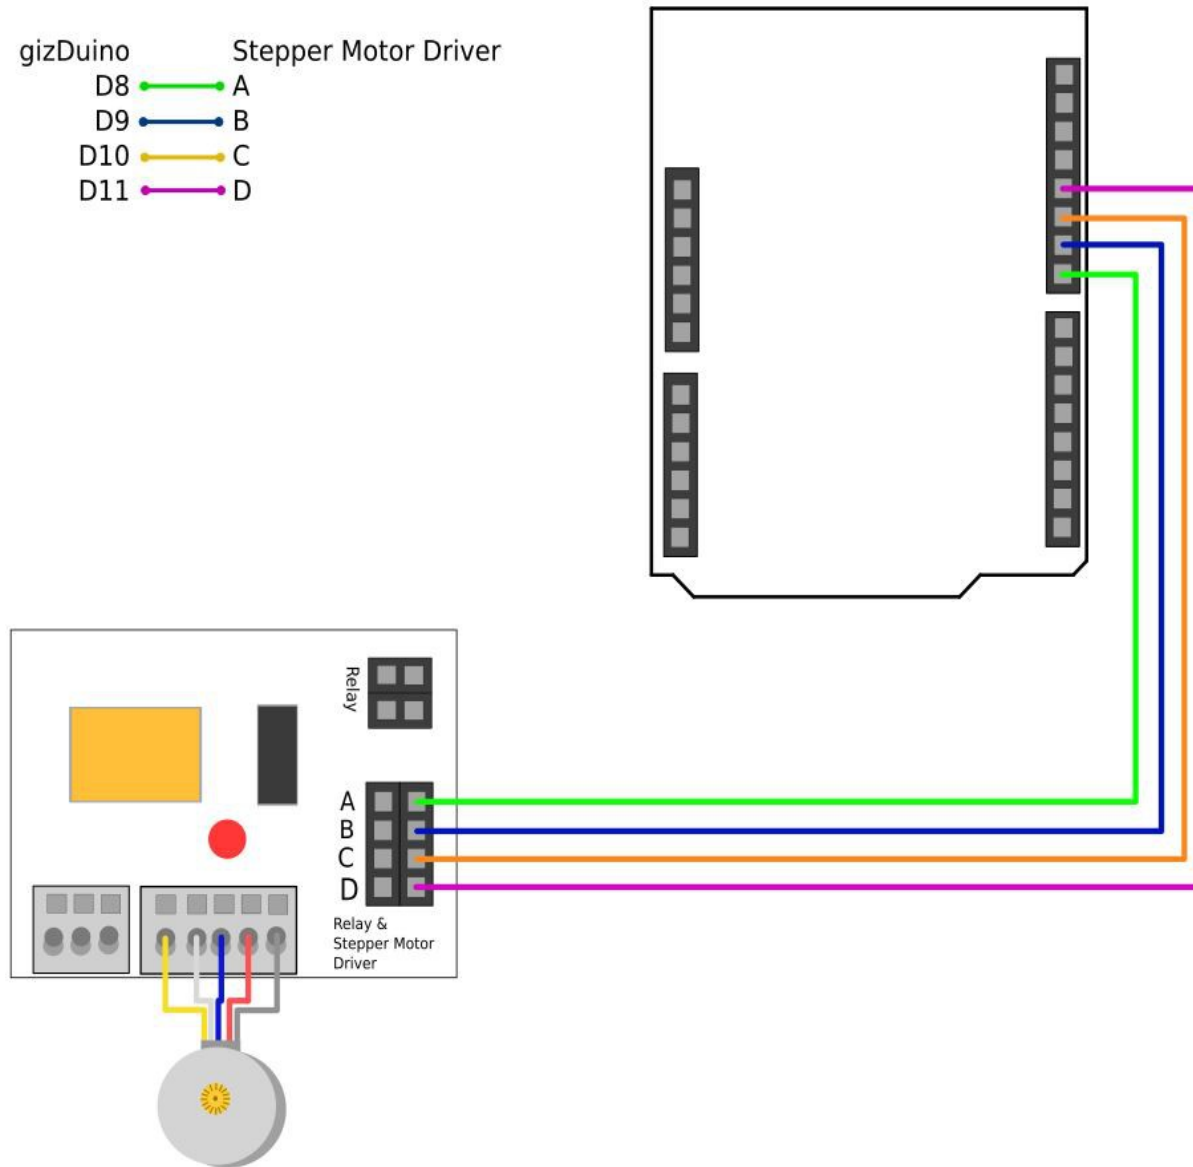 gizDuino Stepper Motor Driver
D8 A
D9 B
D10 C
D11 D
Relay
A
B
C
D
Relay &
Stepper Motor
Driver